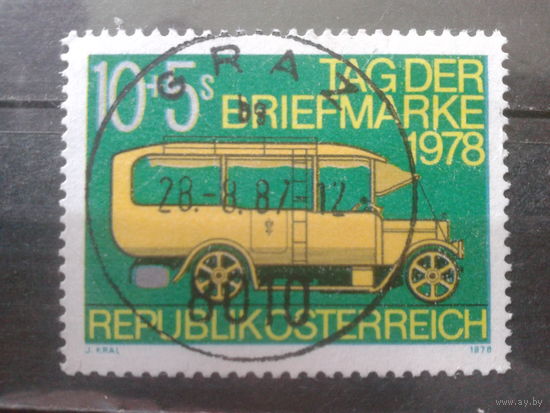 10+5s
TAG DER
BRIEFMARKE
1978
GRAZ
bs
28.-8.87-12
8010
REPUBLIK ÖSTERREICH
J. KRAL
1978
www.ay.by